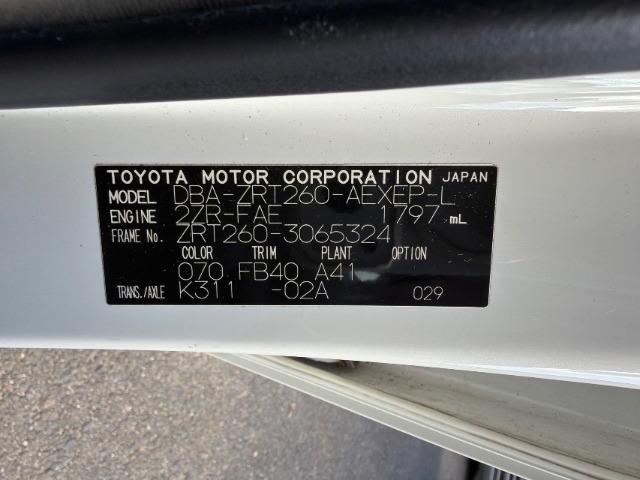 TOYOTA MOTOR CORPORATION JAPAN
MODEL DBA-ZRT260-AEXEP-L
ENGINE 2ZR-FAE 1797 mL
FRAME No. ZRT260-3065324
COLOR TRIM PLANT OPTION
070 FB40 A41
TRANS./AXLE K311 -02A 029